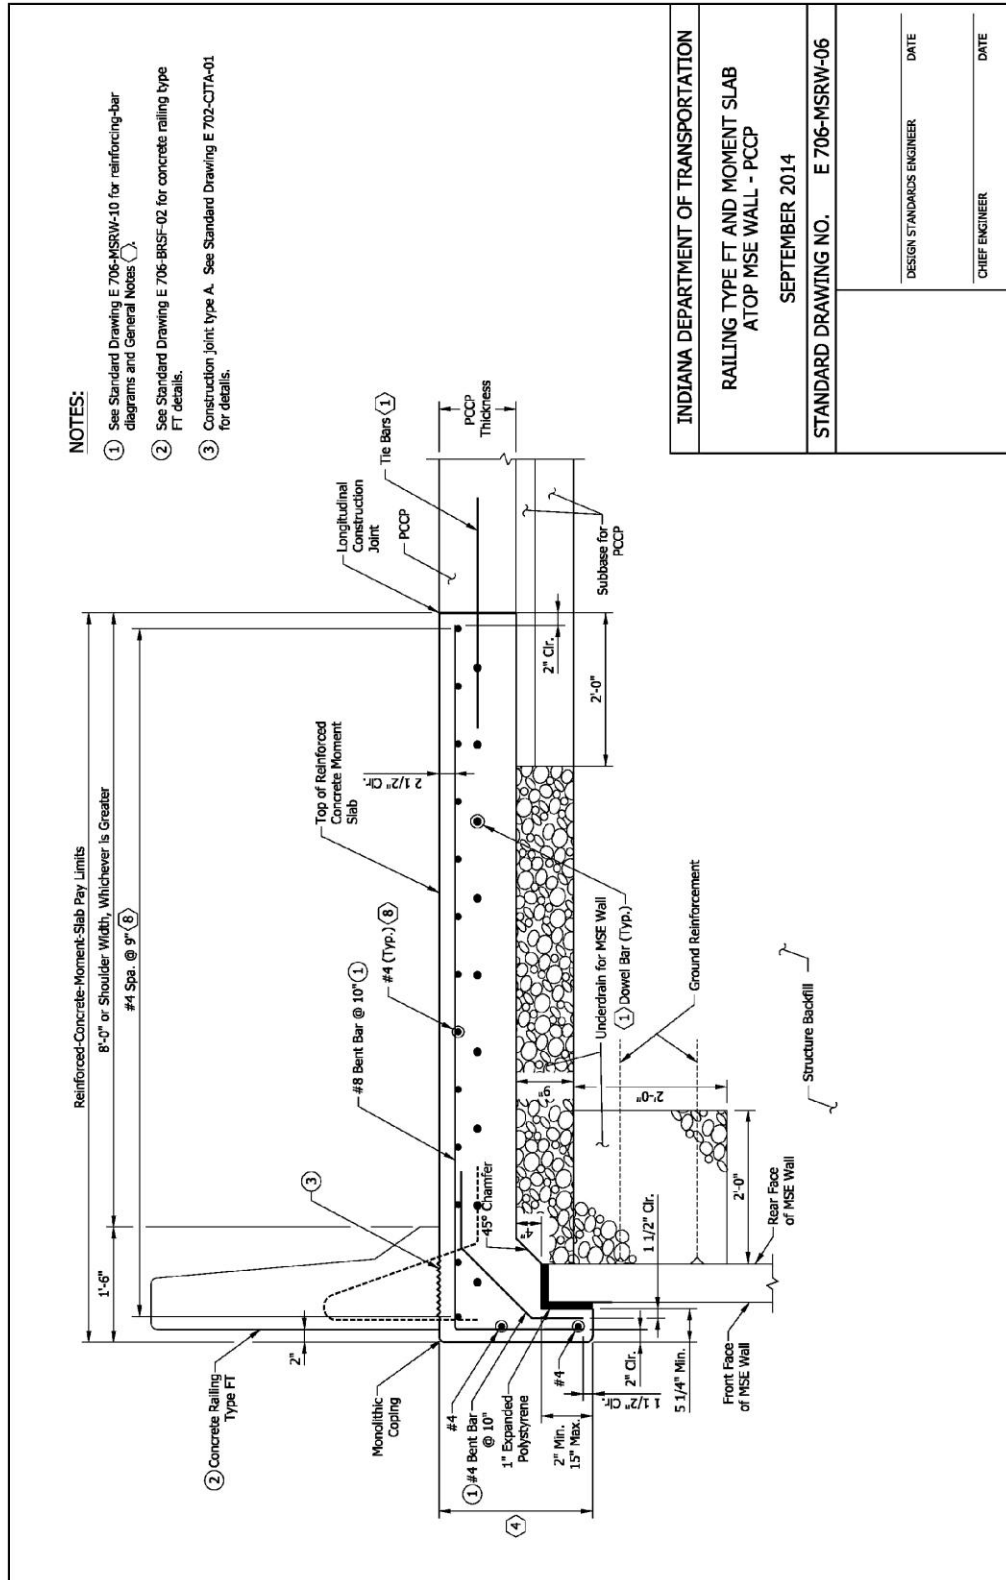 NOTES:
1 See Standard Drawing E 706-MSRW-10 for reinforcing-bar
diagrams and General Notes.
2 See Standard Drawing E 706-BRSF-02 for concrete railing type
FT details.
3 Construction joint type A. See Standard Drawing E 702-CJTA-01
for details.
Reinforced-Concrete-Moment-Slab Pay Limits
1'-6"
8'-0" or Shoulder Width, Whichever is Greater
#4 Spa. @ 9" 8
2 Concrete Railing
Type FT
2"
3
#8 Bent Bar @ 10" 1
#4 (Typ.) 8
Top of Reinforced
Concrete Moment
Slab
2 1/2" Clr.
Longitudinal
Construction
Joint
PCCP
Tie Bars 1
PCCP
Thickness
Monolithic
Coping
4
#4
1 #4 Bent Bar
@ 10"
1" Expanded
Polystyrene
2" Min.
15" Max.
#4
45° Chamfer
4"
9"
2'-0"
2" Clr.
2'-0"
Subbase for
PCCP
Underdrain for MSE Wall
1 Dowel Bar (Typ.)
Ground Reinforcement
1 1/2" Clr.
2" Clr.
1 1/2" Clr.
5 1/4" Min.
2'-0"
Front Face
of MSE Wall
Rear Face
of MSE Wall
Structure Backfill
INDIANA DEPARTMENT OF TRANSPORTATION
RAILING TYPE FT AND MOMENT SLAB
ATOP MSE WALL - PCCP
SEPTEMBER 2014
STANDARD DRAWING NO. E 706-MSRW-06
DESIGN STANDARDS ENGINEER DATE
CHIEF ENGINEER DATE